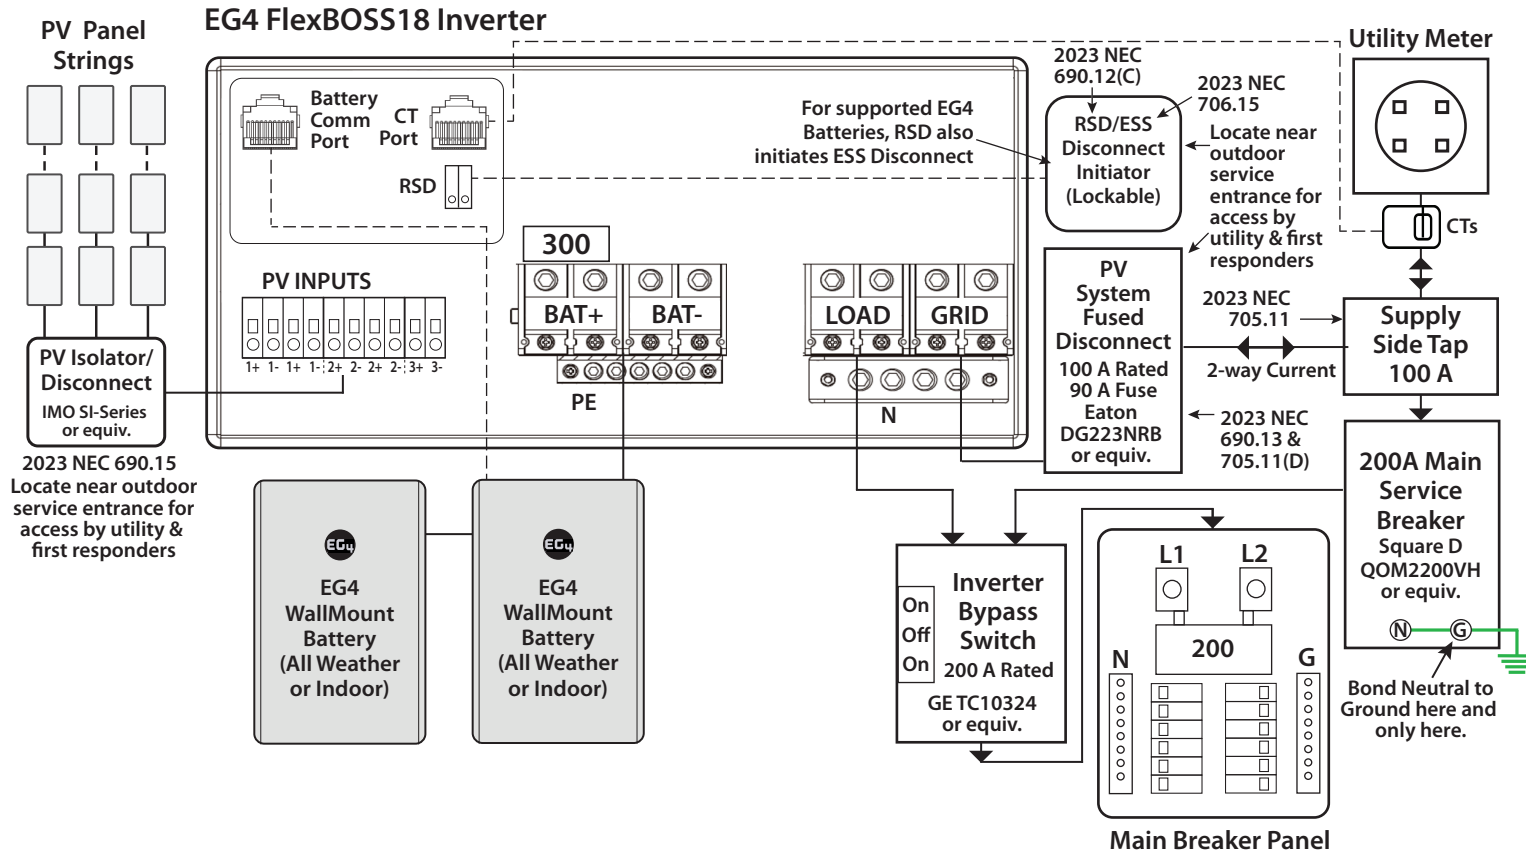 EG4 FlexBOSS18 Inverter
PV Panel
Strings
Battery
Comm
Port
CT
Port
RSD
For supported EG4
Batteries, RSD also
initiates ESS Disconnect
2023 NEC
690.12(C)
2023 NEC
706.15
RSD/ESS
Disconnect
Initiator
(Lockable)
Locate near
outdoor
service
entrance for
access by
utility & first
responders
Utility Meter
CTs
PV INPUTS
1+ 1- 1+ 1- 2+ 2- 2+ 2- 3+ 3-
300
BAT+ BAT-
PE
LOAD GRID
N
PV
System
Fused
Disconnect
100 A Rated
90 A Fuse
Eaton
DG223NRB
or equiv.
2023 NEC
705.11
2-way Current
2023 NEC
690.13 &
705.11(D)
Supply
Side Tap
100 A
PV Isolator/
Disconnect
IMO SI-Series
or equiv.
2023 NEC 690.15
Locate near outdoor
service entrance for
access by utility &
first responders
EG4
EG4
WallMount
Battery
(All Weather
or Indoor)
EG4
EG4
WallMount
Battery
(All Weather
or Indoor)
On
Off
On
Inverter
Bypass
Switch
200 A Rated
GE TC10324
or equiv.
L1 L2
200
N G
Main Breaker Panel
200A Main
Service
Breaker
Square D
QOM2200VH
or equiv.
N G
Bond Neutral to
Ground here and
only here.